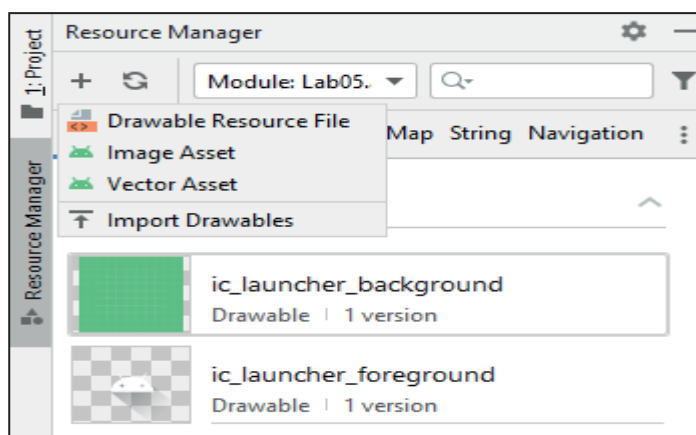 1: Project
Resource Manager
Resource Manager
Module: Lab05.
Drawable Resource File
Image Asset
Vector Asset
Import Drawables
Map String Navigation
ic_launcher_background
Drawable | 1 version
ic_launcher_foreground
Drawable | 1 version